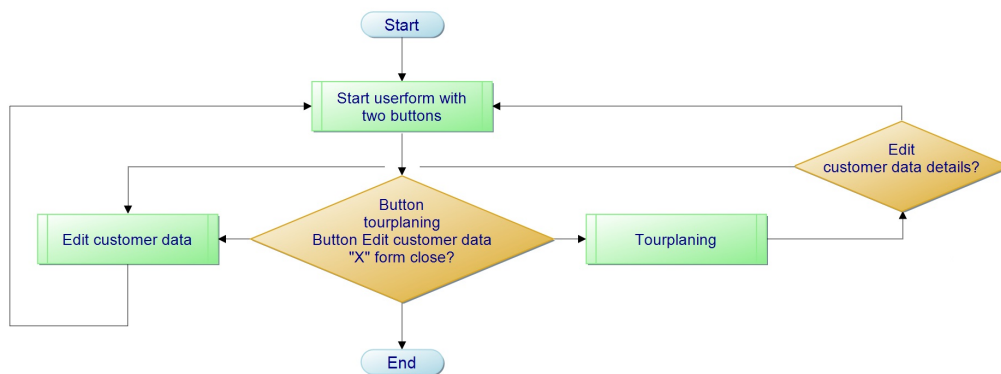 Start
Start userform with
two buttons
Edit
customer data details?
Button
tourplaning
Button Edit customer data
"X" form close?
Edit customer data
Tourplaning
End